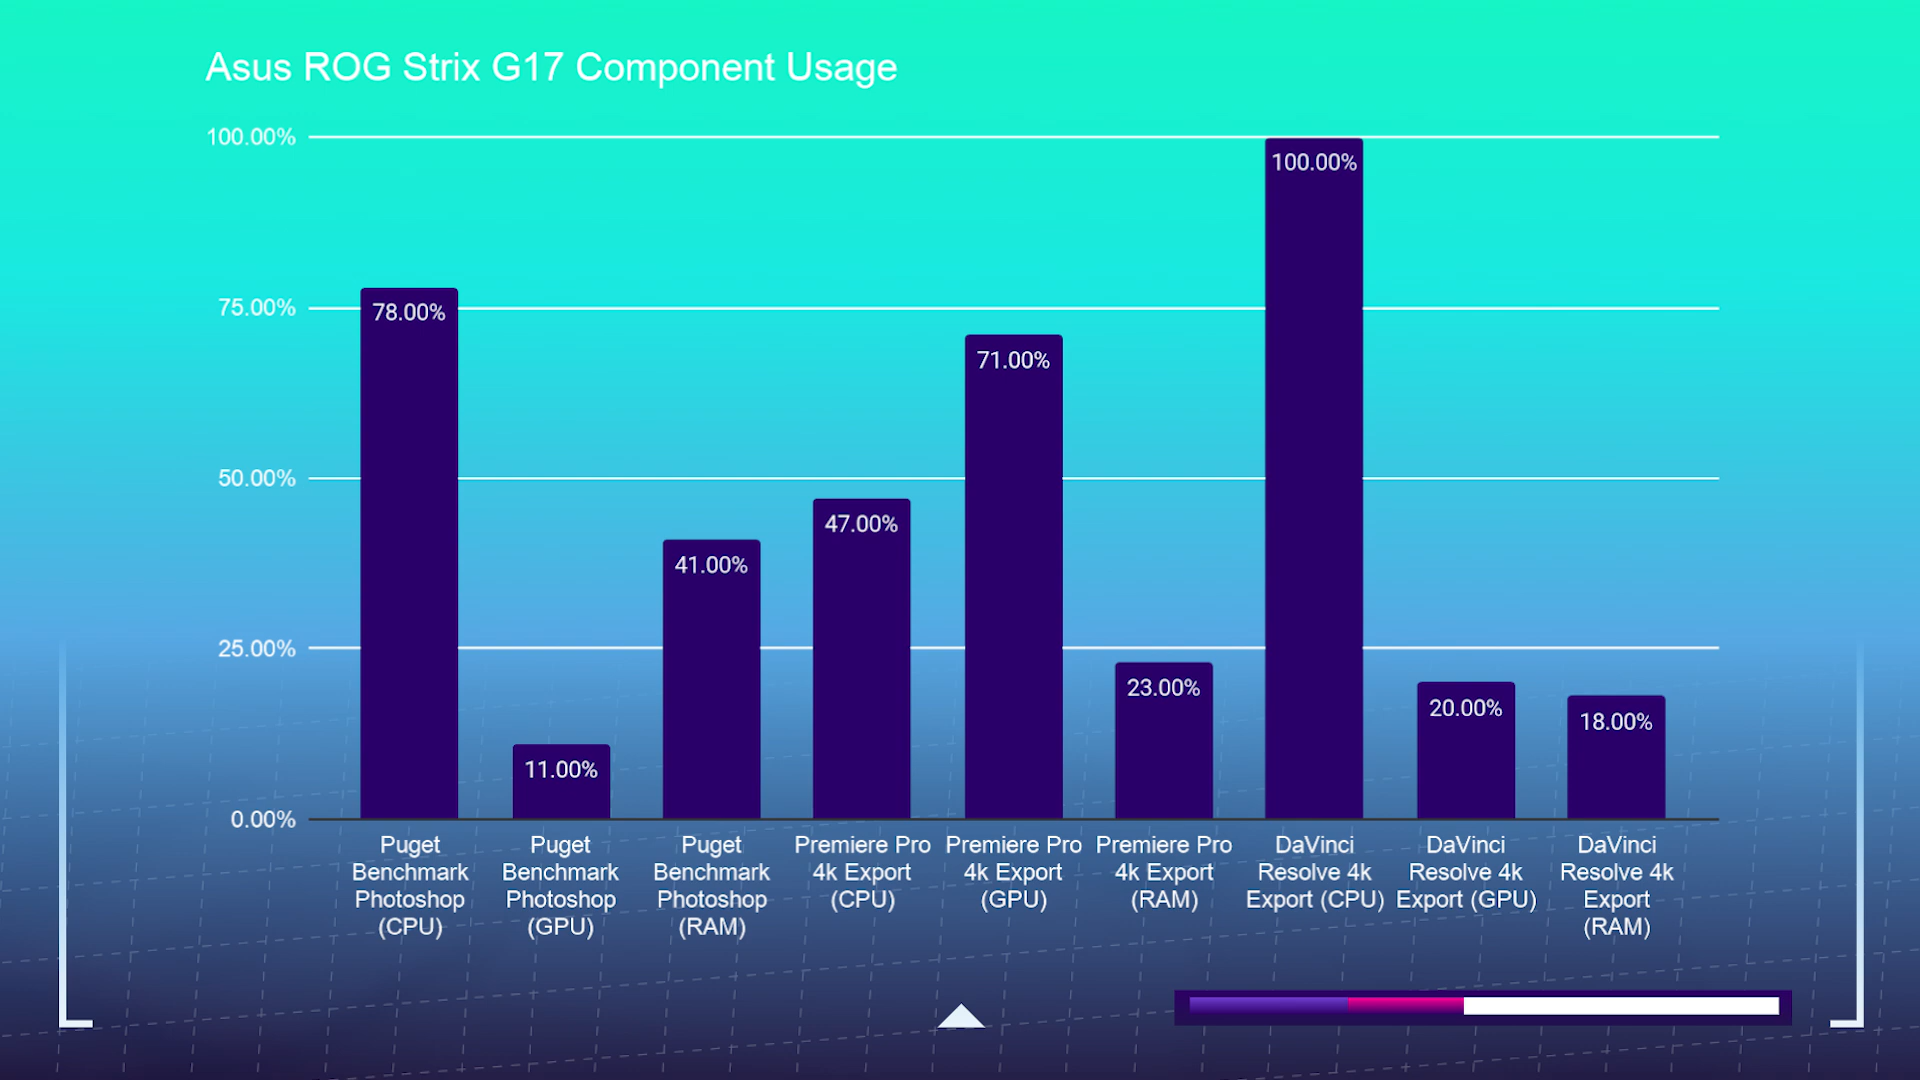 Asus ROG Strix G17 Component Usage
100.00%
75.00%
50.00%
25.00%
0.00%
78.00%
11.00%
41.00%
47.00%
71.00%
23.00%
100.00%
20.00%
18.00%
Puget
Benchmark
Photoshop
(CPU)
Puget
Benchmark
Photoshop
(GPU)
Puget
Benchmark
Photoshop
(RAM)
Premiere Pro
4k Export
(CPU)
Premiere Pro
4k Export
(GPU)
Premiere Pro
4k Export
(RAM)
DaVinci
Resolve 4k
Export (CPU)
DaVinci
Resolve 4k
Export (GPU)
DaVinci
Resolve 4k
Export
(RAM)